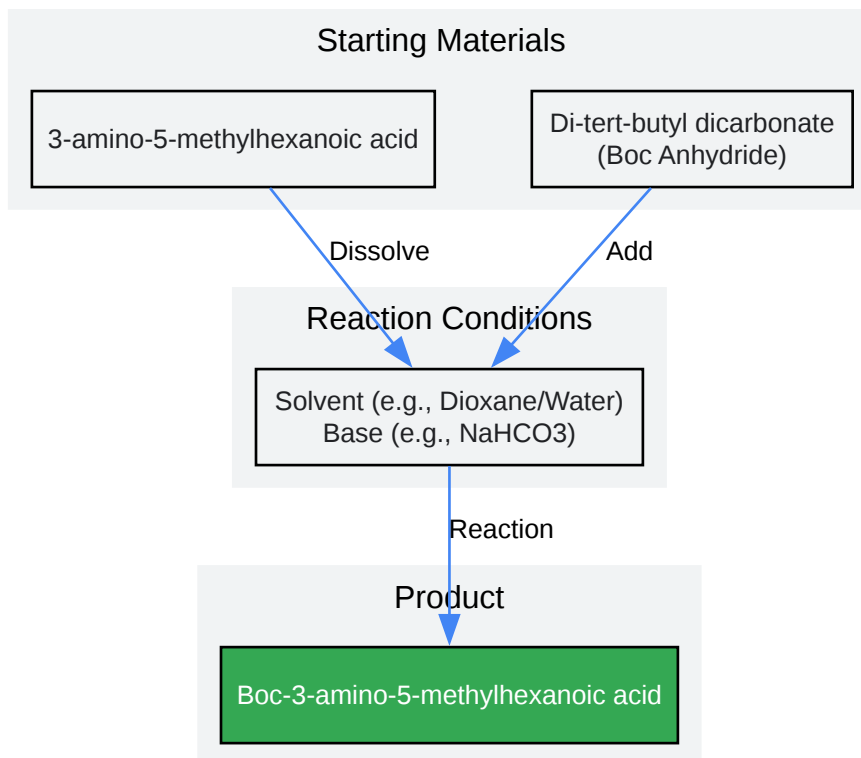 Starting Materials
3-amino-5-methylhexanoic acid
Di-tert-butyl dicarbonate
(Boc Anhydride)
Dissolve
Add
Reaction Conditions
Solvent (e.g., Dioxane/Water)
Base (e.g., NaHCO3)
Reaction
Product
Boc-3-amino-5-methylhexanoic acid